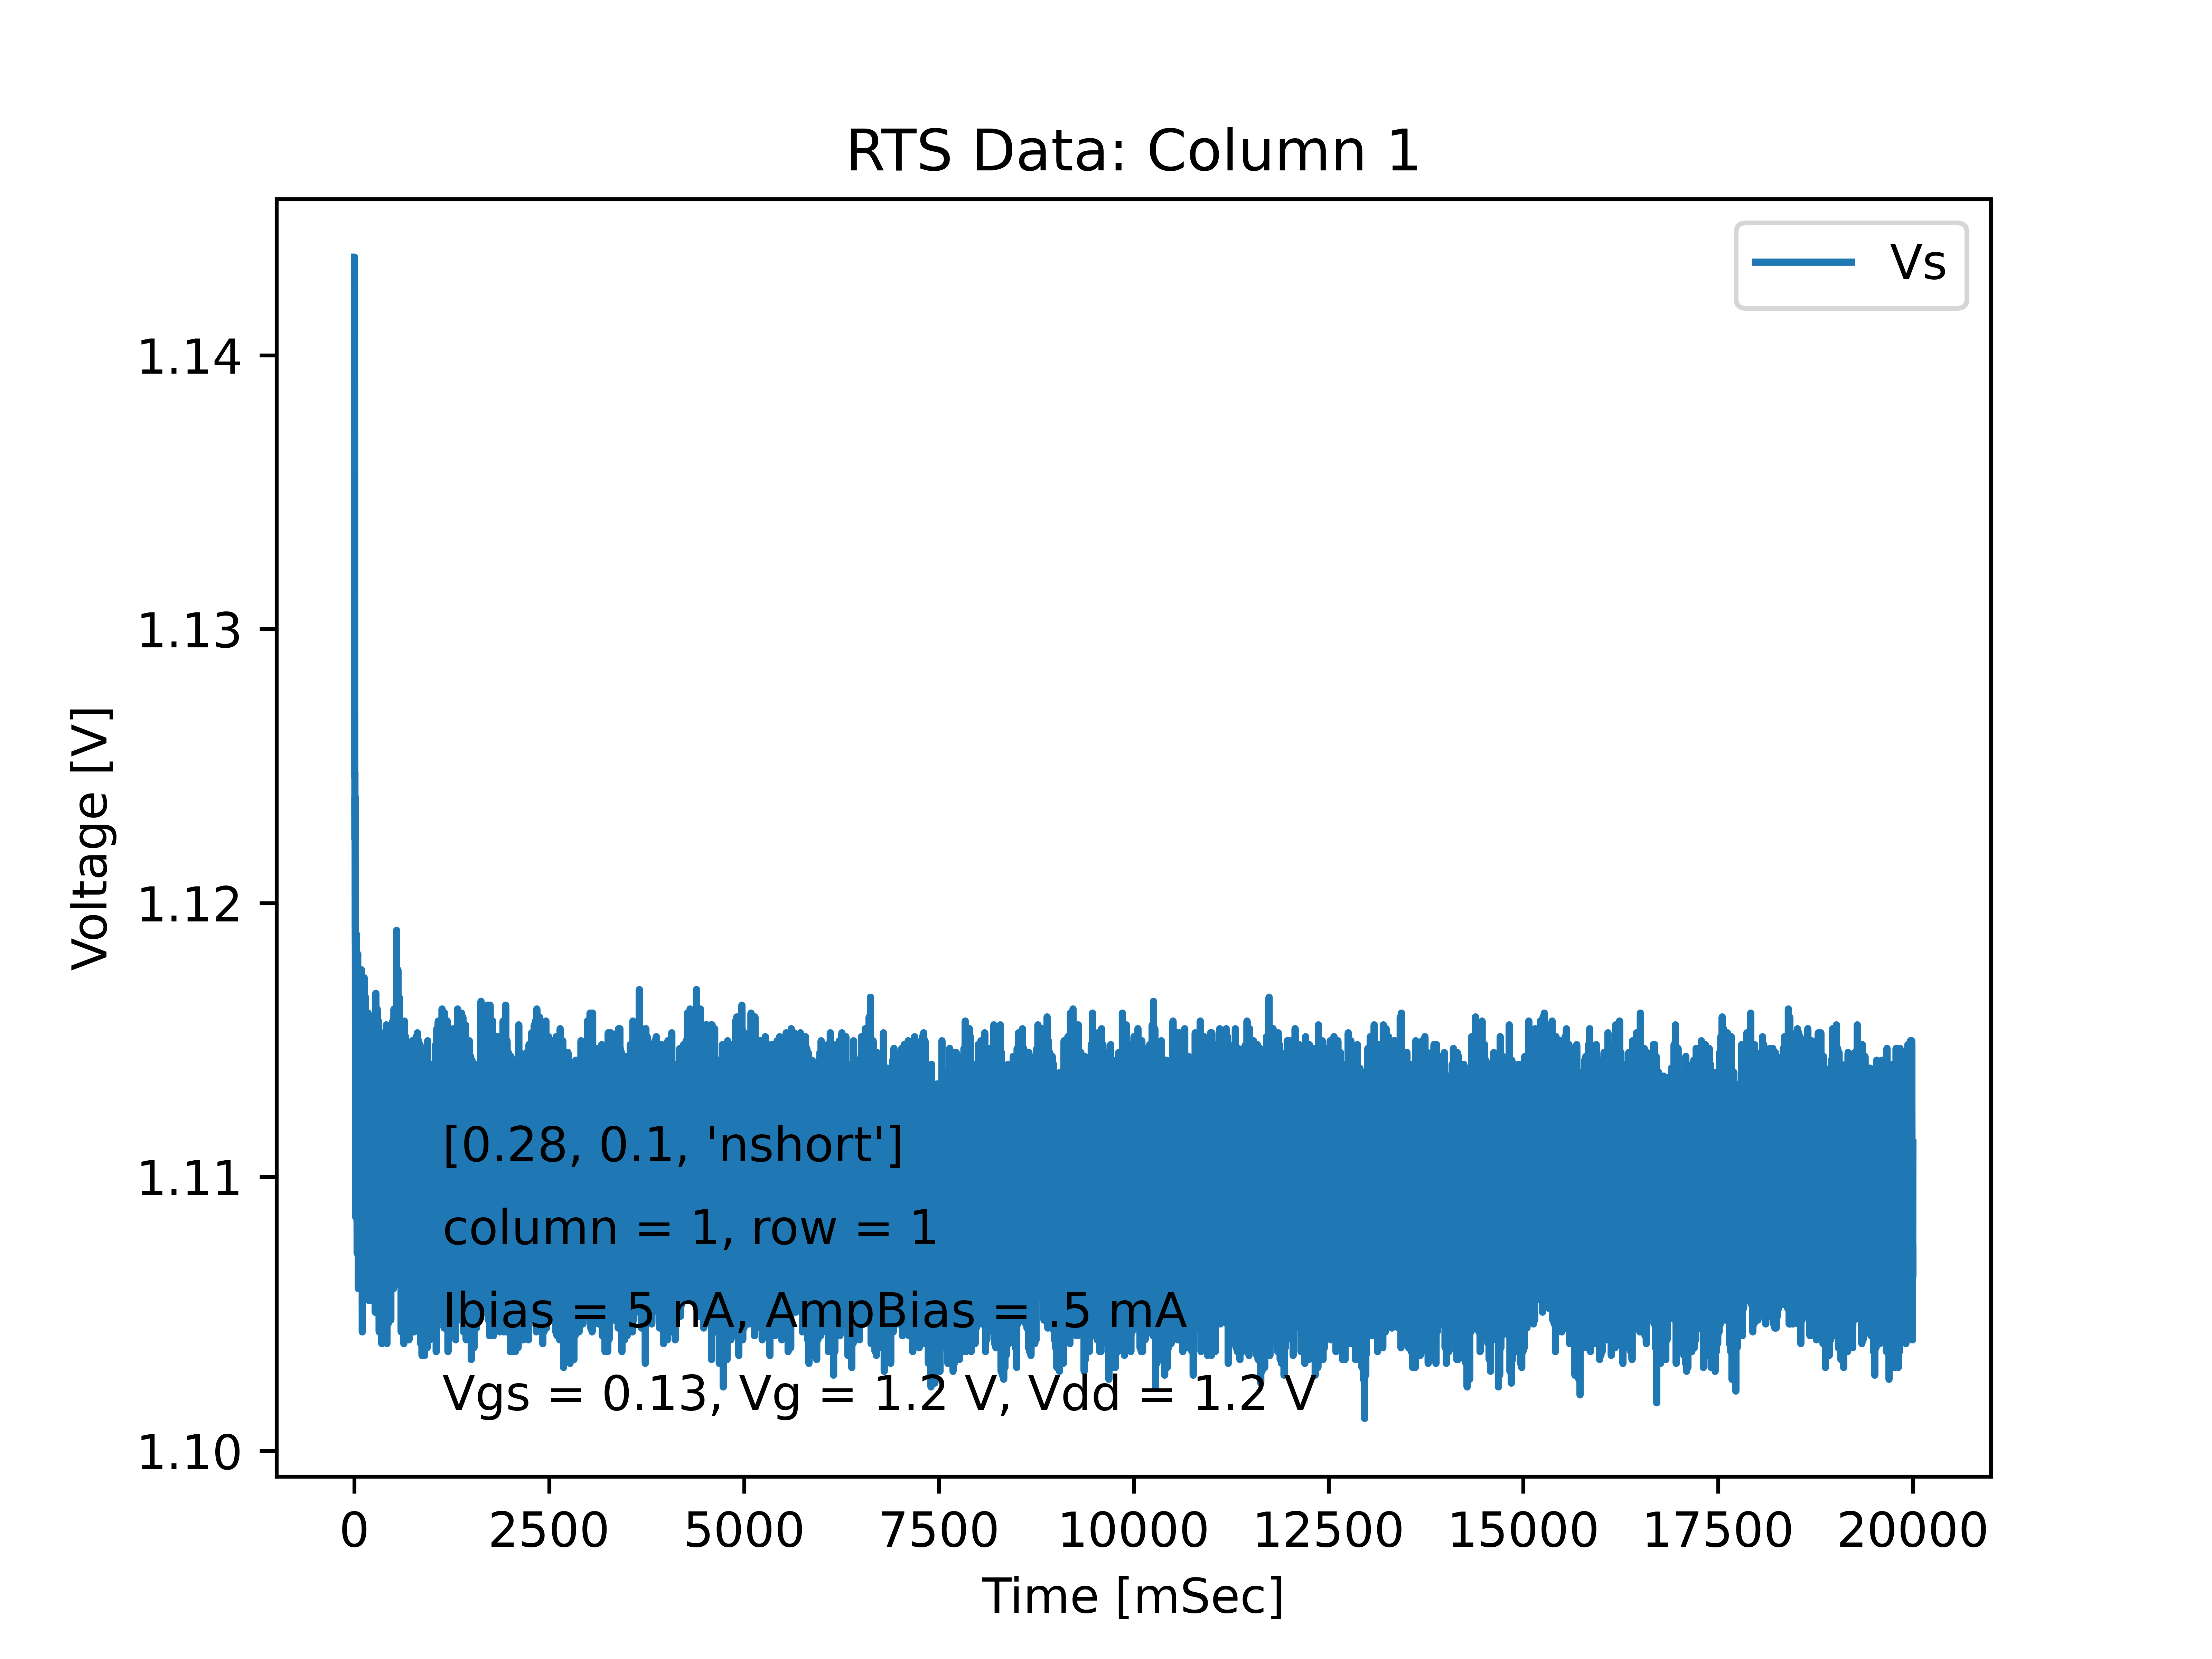 RTS Data: Column 1
Vs
1.14
1.13
1.12
1.11
1.10
Voltage [V]
[0.28, 0.1, 'nshort']
column = 1, row = 1
Ibias = 5 nA, AmpBias = .5 mA
Vgs = 0.13, Vg = 1.2 V, Vdd = 1.2 V
0 2500 5000 7500 10000 12500 15000 17500 20000
Time [mSec]